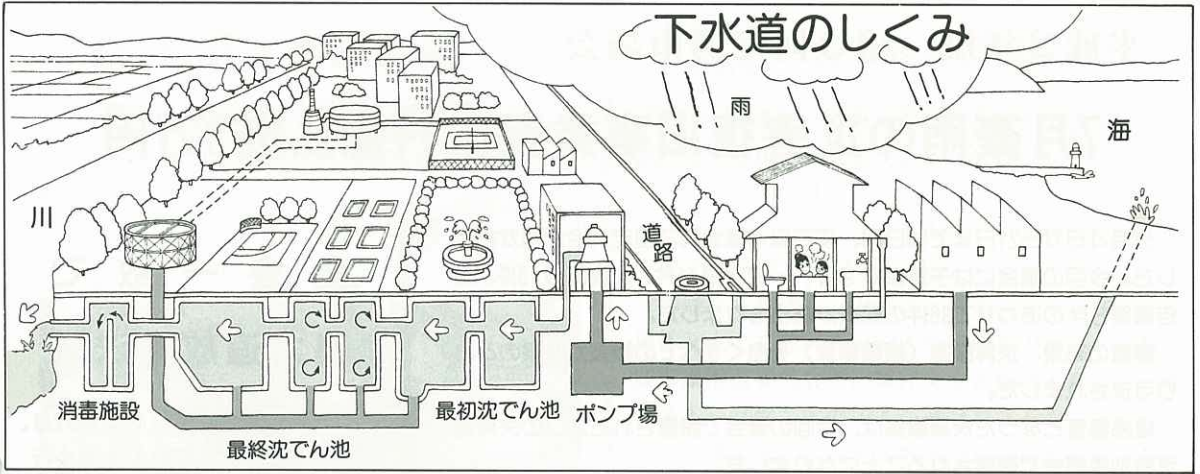 下水道のしくみ
雨
海
川
道路
消毒施設
最終沈でん池
最初沈でん池
ポンプ場